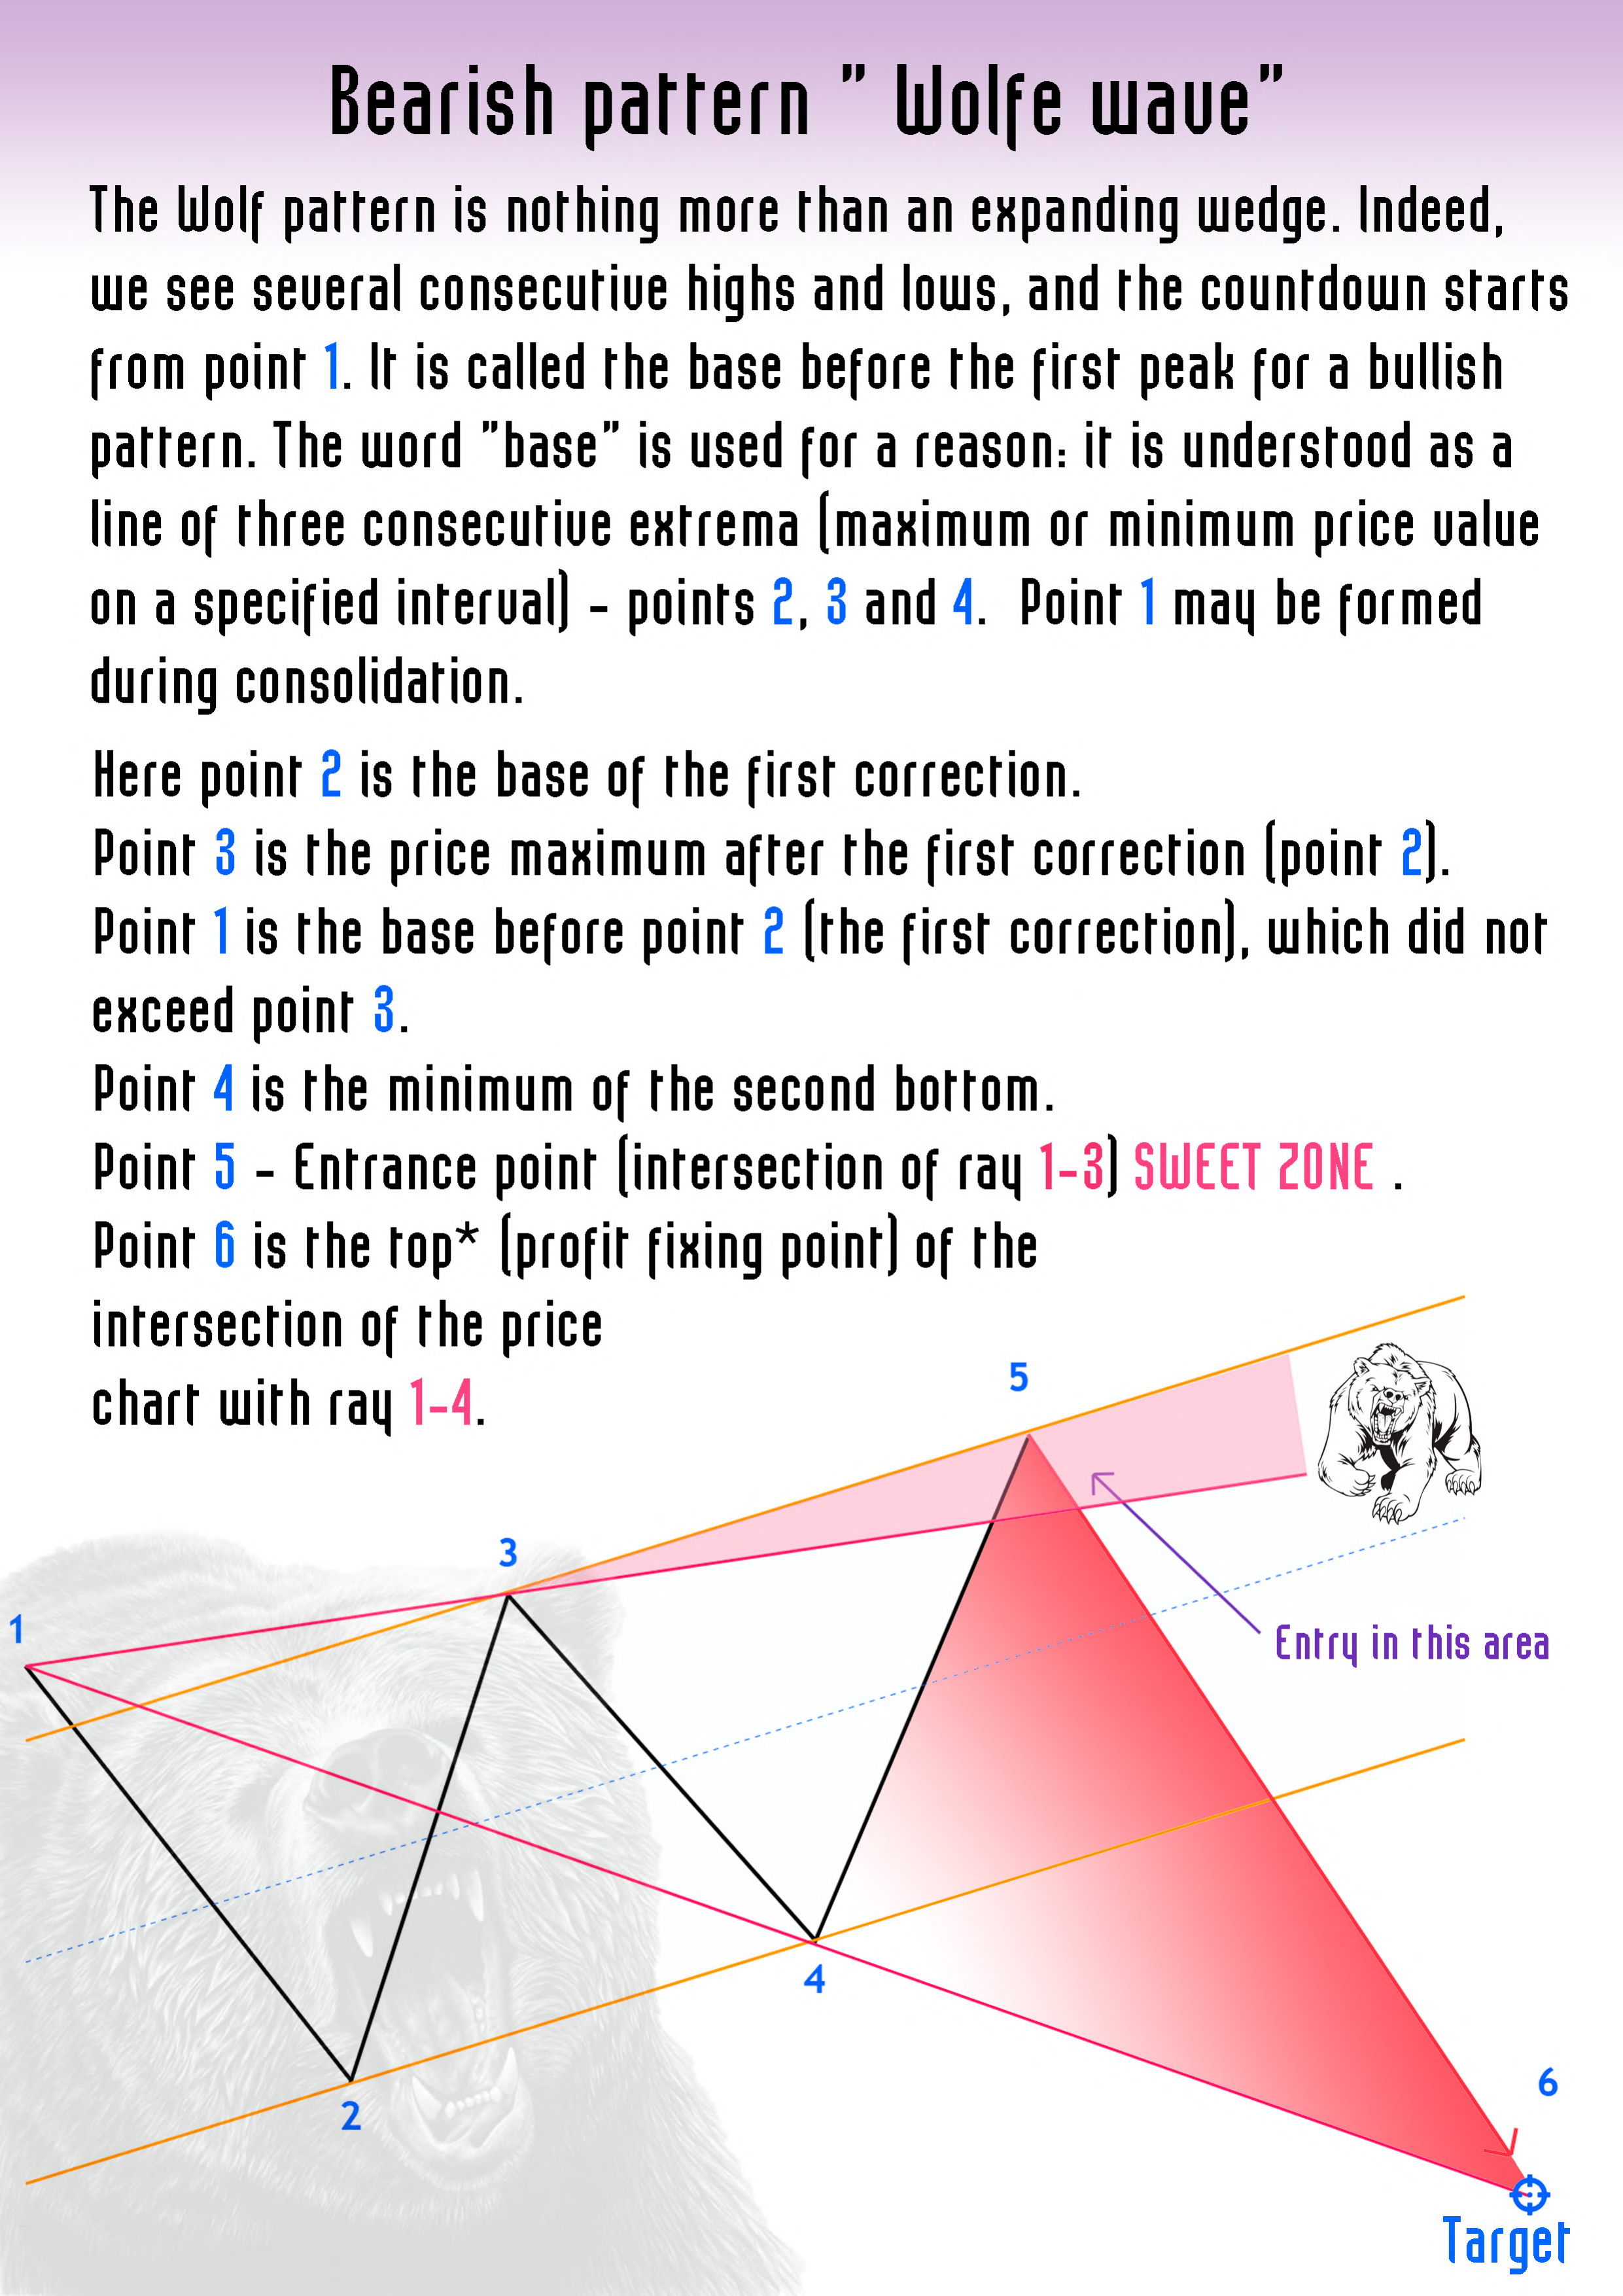 Bearish pattern " Wolfe wave"
The Wolf pattern is nothing more than an expanding wedge. Indeed,
we see several consecutive highs and lows, and the countdown starts
from point 1. It is called the base before the first peak for a bullish
pattern. The word "base" is used for a reason: it is understood as a
line of three consecutive extrema (maximum or minimum price value
on a specified interval) - points 2, 3 and 4. Point 1 may be formed
during consolidation.
Here point 2 is the base of the first correction.
Point 3 is the price maximum after the first correction (point 2).
Point 1 is the base before point 2 (the first correction), which did not
exceed point 3.
Point 4 is the minimum of the second bottom.
Point 5 - Entrance point (intersection of ray 1-3) SWEET ZONE .
Point 6 is the top* (profit fixing point) of the
intersection of the price
chart with ray 1-4.
5
3
1
Entry in this area
4
2
6
Target